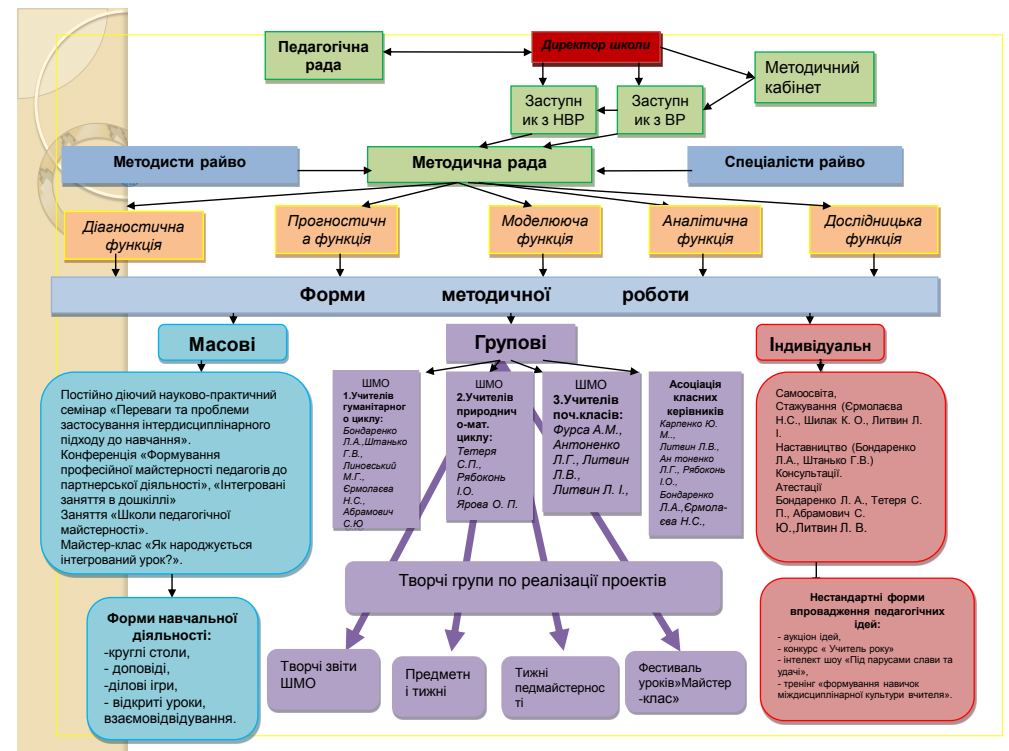 Педагогічна
рада
Директор школи
Методичний
кабінет
Заступн
ик з НВР
Заступн
ик з ВР
Методисти райво
Методична рада
Спеціалісти райво
Діагностична
функція
Прогностичн
а функція
Моделююча
функція
Аналітична
функція
Дослідницька
функція
Форми методичної роботи
Масові
Групові
Індивидуальн
Постійно діючий науково-практичний
семінар «Переваги та проблеми
застосування інтердисциплінарного
підходу до навчання».
Конференція «Формування
професійної майстерності педагогів до
партнерської діяльності», «Інтегровані
заняття в дошкіллі»
Заняття «Школи педагогічної
майстерності».
Майстер-клас «Як народжується
інтегрований урок?».
ШМО
1.Учителів
гуманітарног
о циклу:
Бондаренко
Л.А.,Штанько
Г.В.,
Линовський
М.Г.,
Єрмолаєва
Н.С.,
Абрамович
С.Ю
ШМО
2.Учителів
природнич
о-мат.
циклу:
Тетеря
С.П.,
Рябоконь
І.О.
Ярова О. П.
ШМО
3.Учителів
поч.класів:
Фурса А.М.,
Антоненко
Л.Г., Литвин
Л.В.,
Литвин Л. І.,
Асоціація
класних
керівників
Карпенко Ю.
М.,
Литвин Л.В.,
Ан тоненко
Л.Г., Рябоконь
І.О.,
Бондаренко
Л.А.,Єрмола-
єва Н.С.,
Самоосвіта,
Стажування (Єрмолаєва
Н.С., Шилак К. О., Литвин Л.
І.
Наставництво (Бондаренко
Л.А., Штанько Г.В.)
Консультації.
Атестації
Бондаренко Л. А., Тетеря С.
П., Абрамович С.
Ю.,Литвин Л. В.
Творчі групи по реалізації проектів
Форми навчальної
діяльності:
-круглі столи,
- доповіді,
-ділові ігри,
- відкриті уроки,
взаємовідвідування.
Творчі звіти
ШМО
Предметн
і тижні
Тижні
педмайстернос
ті
Фестиваль
уроків»Майстер
-клас»
Нестандартні форми
впровадження педагогічних
ідей:
- аукціон ідей,
- конкурс « Учитель року»
- інтелект шоу «Під парусами слави та
удачі»,
- тренінг «формування навичок
міждисциплінарної культури вчителя».